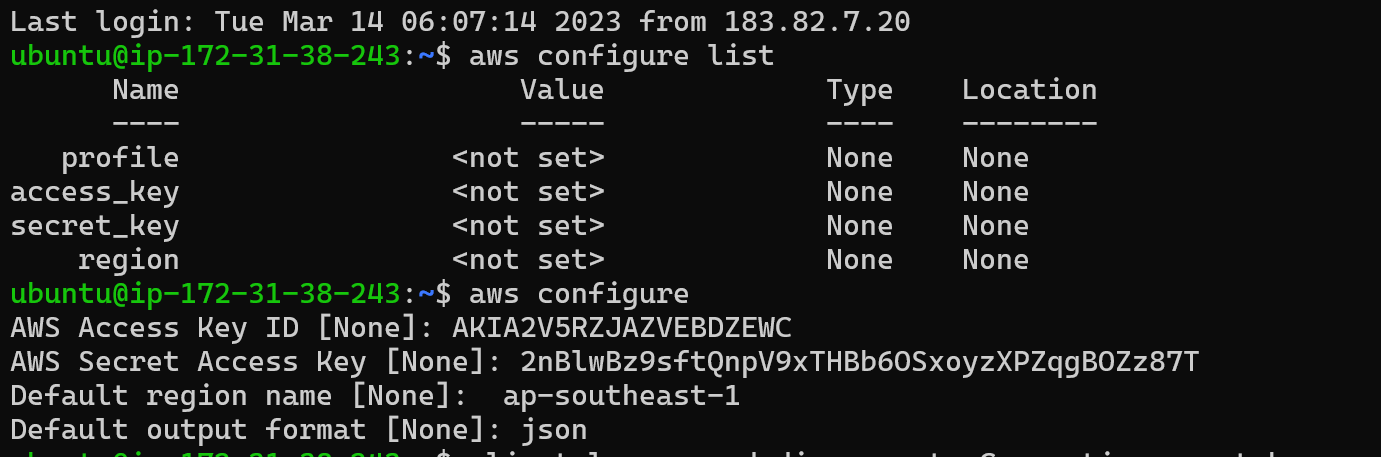 Last login: Tue Mar 14 06:07:14 2023 from 183.82.7.20
ubuntu@ip-172-31-38-243:~$ aws configure list
Name Value Type Location
---- ----- ---- --------
profile <not set> None None
access_key <not set> None None
secret_key <not set> None None
region <not set> None None
ubuntu@ip-172-31-38-243:~$ aws configure
AWS Access Key ID [None]: AKIA2V5RZJAZVEBDZEWC
AWS Secret Access Key [None]: 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
Default region name [None]:  ap-southeast-1
Default output format [None]: json